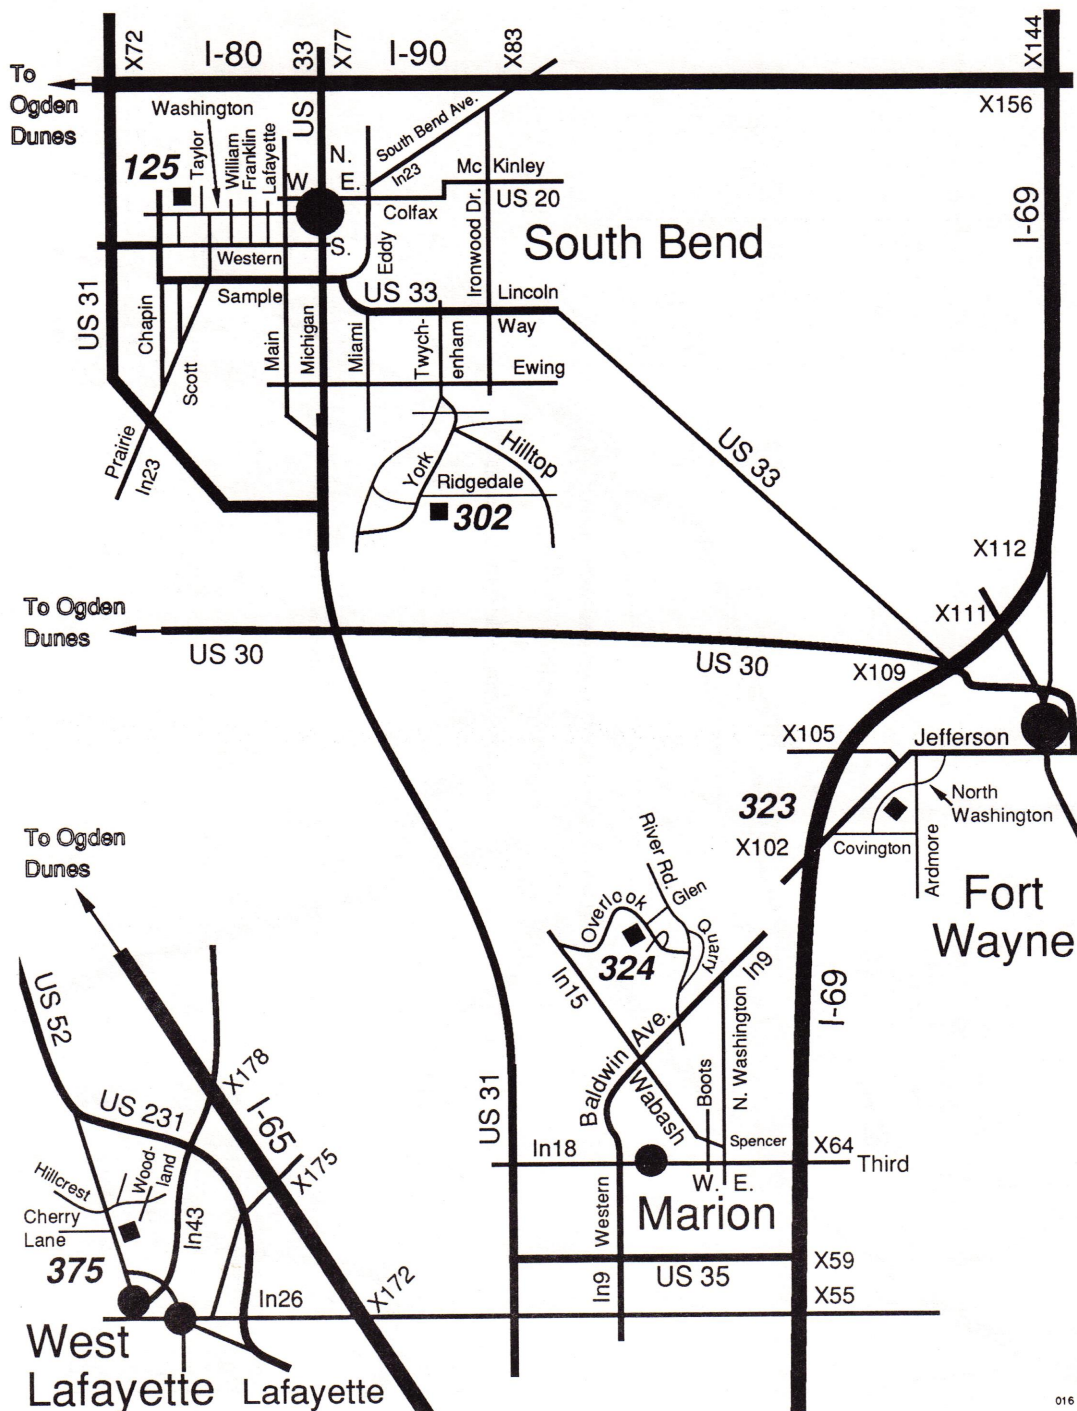 X72
I-80
33
X77
I-90
X83
X144
To
Ogden
Dunes
X156
Washington
US
South Bend Ave.
125
Taylor
William
Franklin
Lafayette
N.
W.
E.
In23
Mc Kinley
US 20
Colfax
I-69
South Bend
S.
Western
Eddy
Ironwood Dr.
US 31
Sample
US 33
Lincoln
Way
Chapin
Scott
Main
Michigan
Miami
Twych-
enham
Ewing
Prairie
In23
York
Hilltop
Ridgedale
302
US 33
X112
X111
To Ogden
Dunes
US 30
US 30
X109
X105
Jefferson
323
North
Washington
X102
Covington
Ardmore
Fort
Wayne
To Ogden
Dunes
River Rd.
Glen
Overlook
Quarry
324
In15
In9
I-69
US 52
X178
I-65
US 231
X175
US 31
Baldwin Ave.
Wabash
Boots
N. Washington
Spencer
In18
X64
Third
W.
E.
Marion
Western
Hillcrest
Wood-
land
Cherry
Lane
In43
375
X59
US 35
In9
X172
In26
X55
West
Lafayette
Lafayette
016